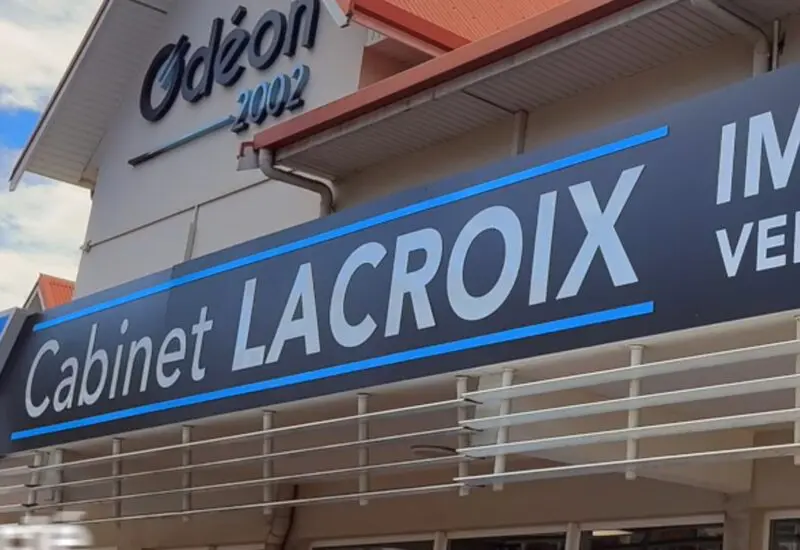 Odéon
2002
Cabinet LACROIX
IM
VE